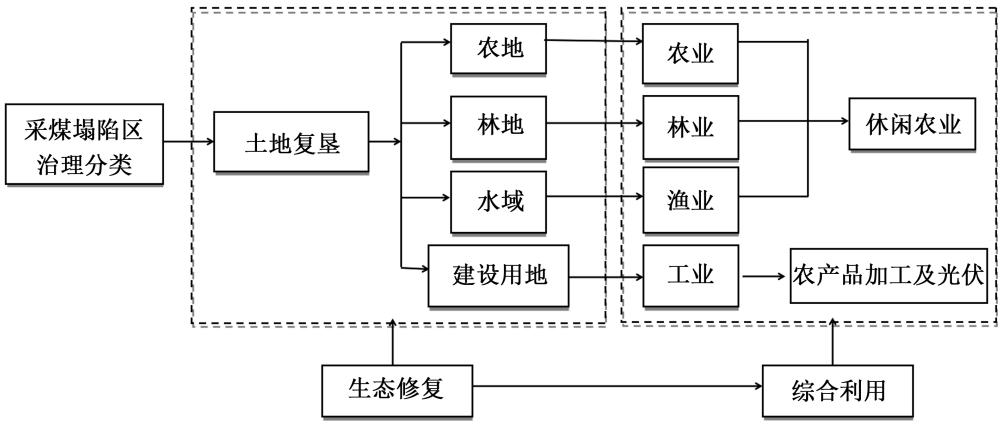 采煤塌陷区
治理分类
土地复垦
农地
林地
水域
建设用地
农业
林业
渔业
工业
休闲农业
农产品加工及光伏
生态修复
综合利用